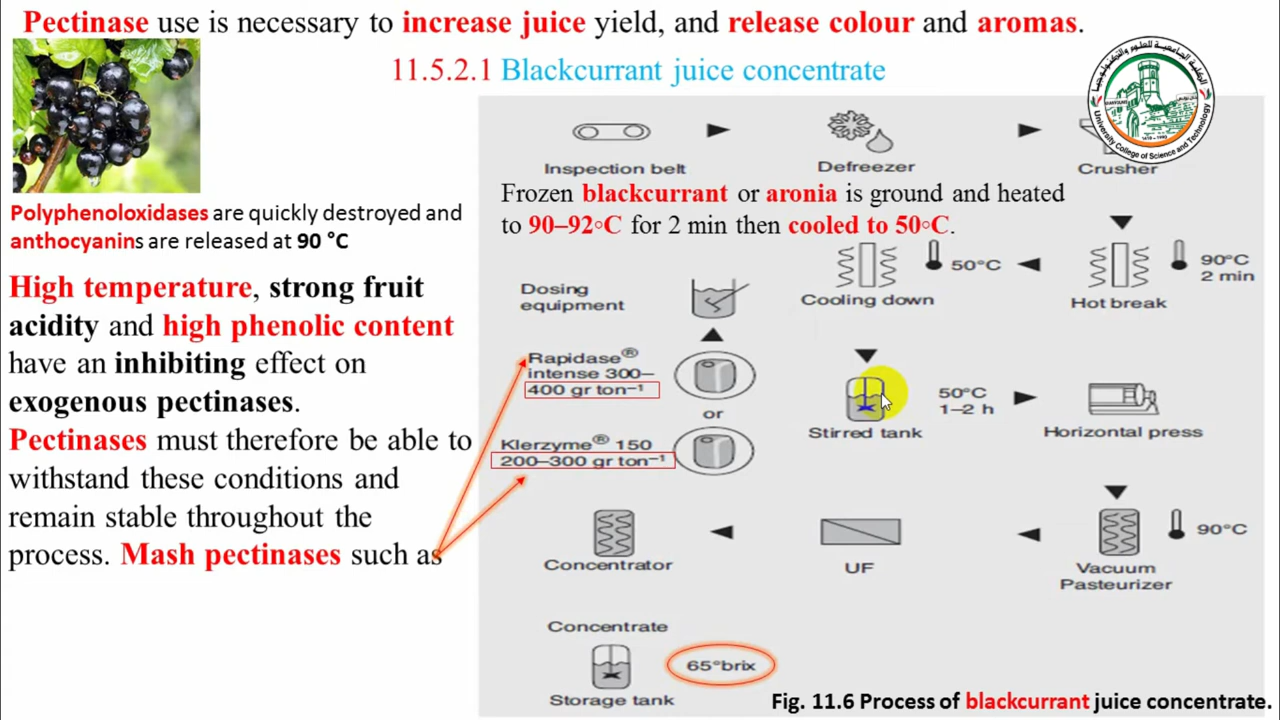 Pectinase use is necessary to increase juice yield, and release colour and aromas.
11.5.2.1 Blackcurrant juice concentrate
University College of Science and Technology
Inspection belt
Defreezer
Crusher
Frozen blackcurrant or aronia is ground and heated
to 90–92◦C for 2 min then cooled to 50◦C.
Polyphenoloxidases are quickly destroyed and
anthocyanins are released at 90 °C
High temperature, strong fruit
acidity and high phenolic content
have an inhibiting effect on
exogenous pectinases.
Pectinases must therefore be able to
withstand these conditions and
remain stable throughout the
process. Mash pectinases such as
50°C
Cooling down
90°C
2 min
Hot break
Dosing
equipment
Rapidase® 
intense 300–
400 gr ton⁻¹
or
Klerzyme® 150
200–300 gr ton⁻¹
Stirred tank
50°C
1–2 h
Horizontal press
90°C
Vacuum
Pasteurizer
UF
Concentrator
Concentrate
65°brix
Storage tank
Fig. 11.6 Process of blackcurrant juice concentrate.